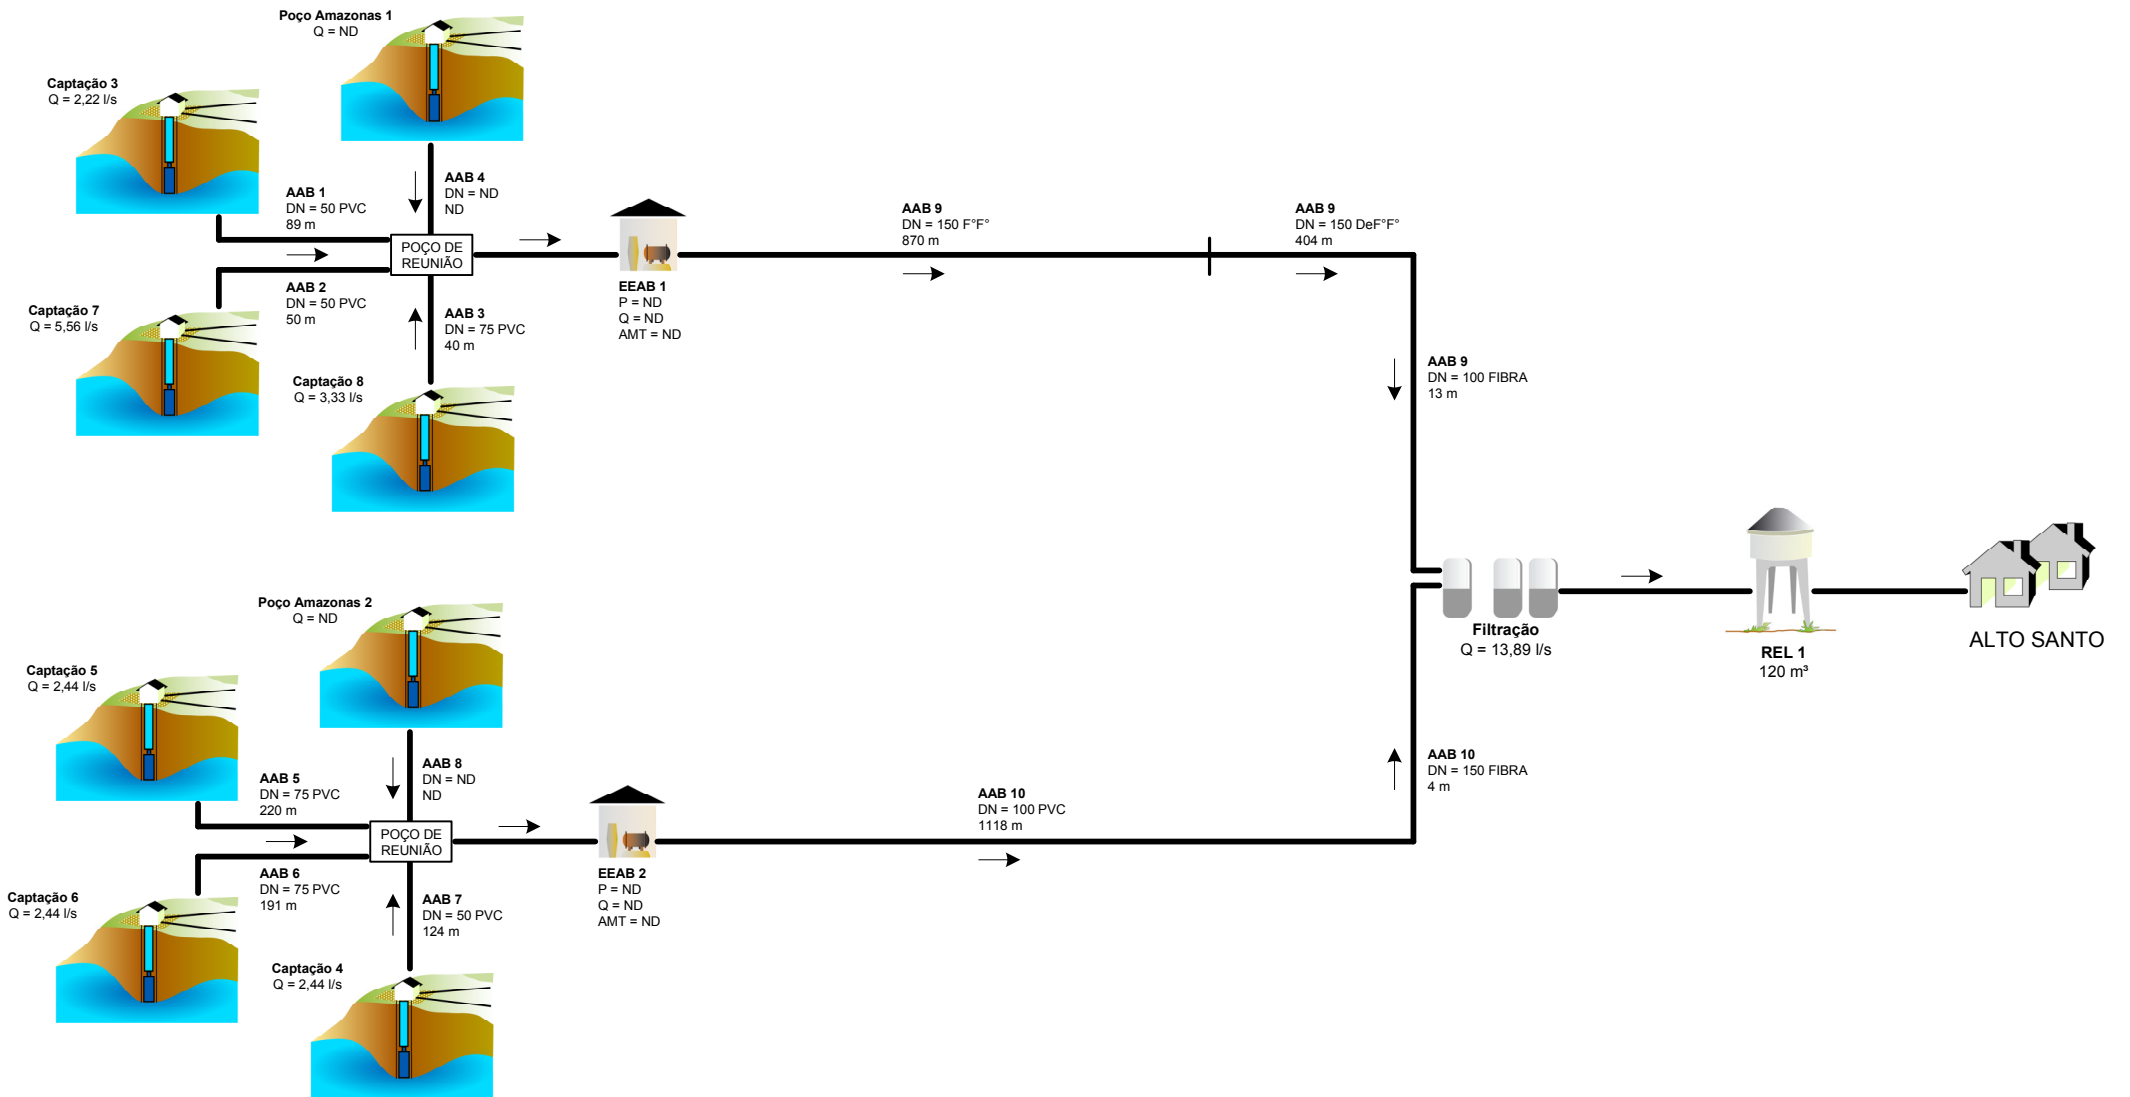 Poço Amazonas 1
Q = ND
Captação 3
Q = 2,22 l/s
AAB 1
DN = 50 PVC
89 m
AAB 4
DN = ND
ND
POÇO DE
REUNIÃO
AAB 2
DN = 50 PVC
50 m
Captação 7
Q = 5,56 l/s
AAB 3
DN = 75 PVC
40 m
Captação 8
Q = 3,33 l/s
EEAB 1
P = ND
Q = ND
AMT = ND
AAB 9
DN = 150 F°F°
870 m
AAB 9
DN = 150 DeF°F°
404 m
AAB 9
DN = 100 FIBRA
13 m
Filtração
Q = 13,89 l/s
REL 1
120 m³
ALTO SANTO
Poço Amazonas 2
Q = ND
Captação 5
Q = 2,44 l/s
AAB 5
DN = 75 PVC
220 m
AAB 8
DN = ND
ND
POÇO DE
REUNIÃO
AAB 6
DN = 75 PVC
191 m
Captação 6
Q = 2,44 l/s
AAB 7
DN = 50 PVC
124 m
Captação 4
Q = 2,44 l/s
EEAB 2
P = ND
Q = ND
AMT = ND
AAB 10
DN = 100 PVC
1118 m
AAB 10
DN = 150 FIBRA
4 m